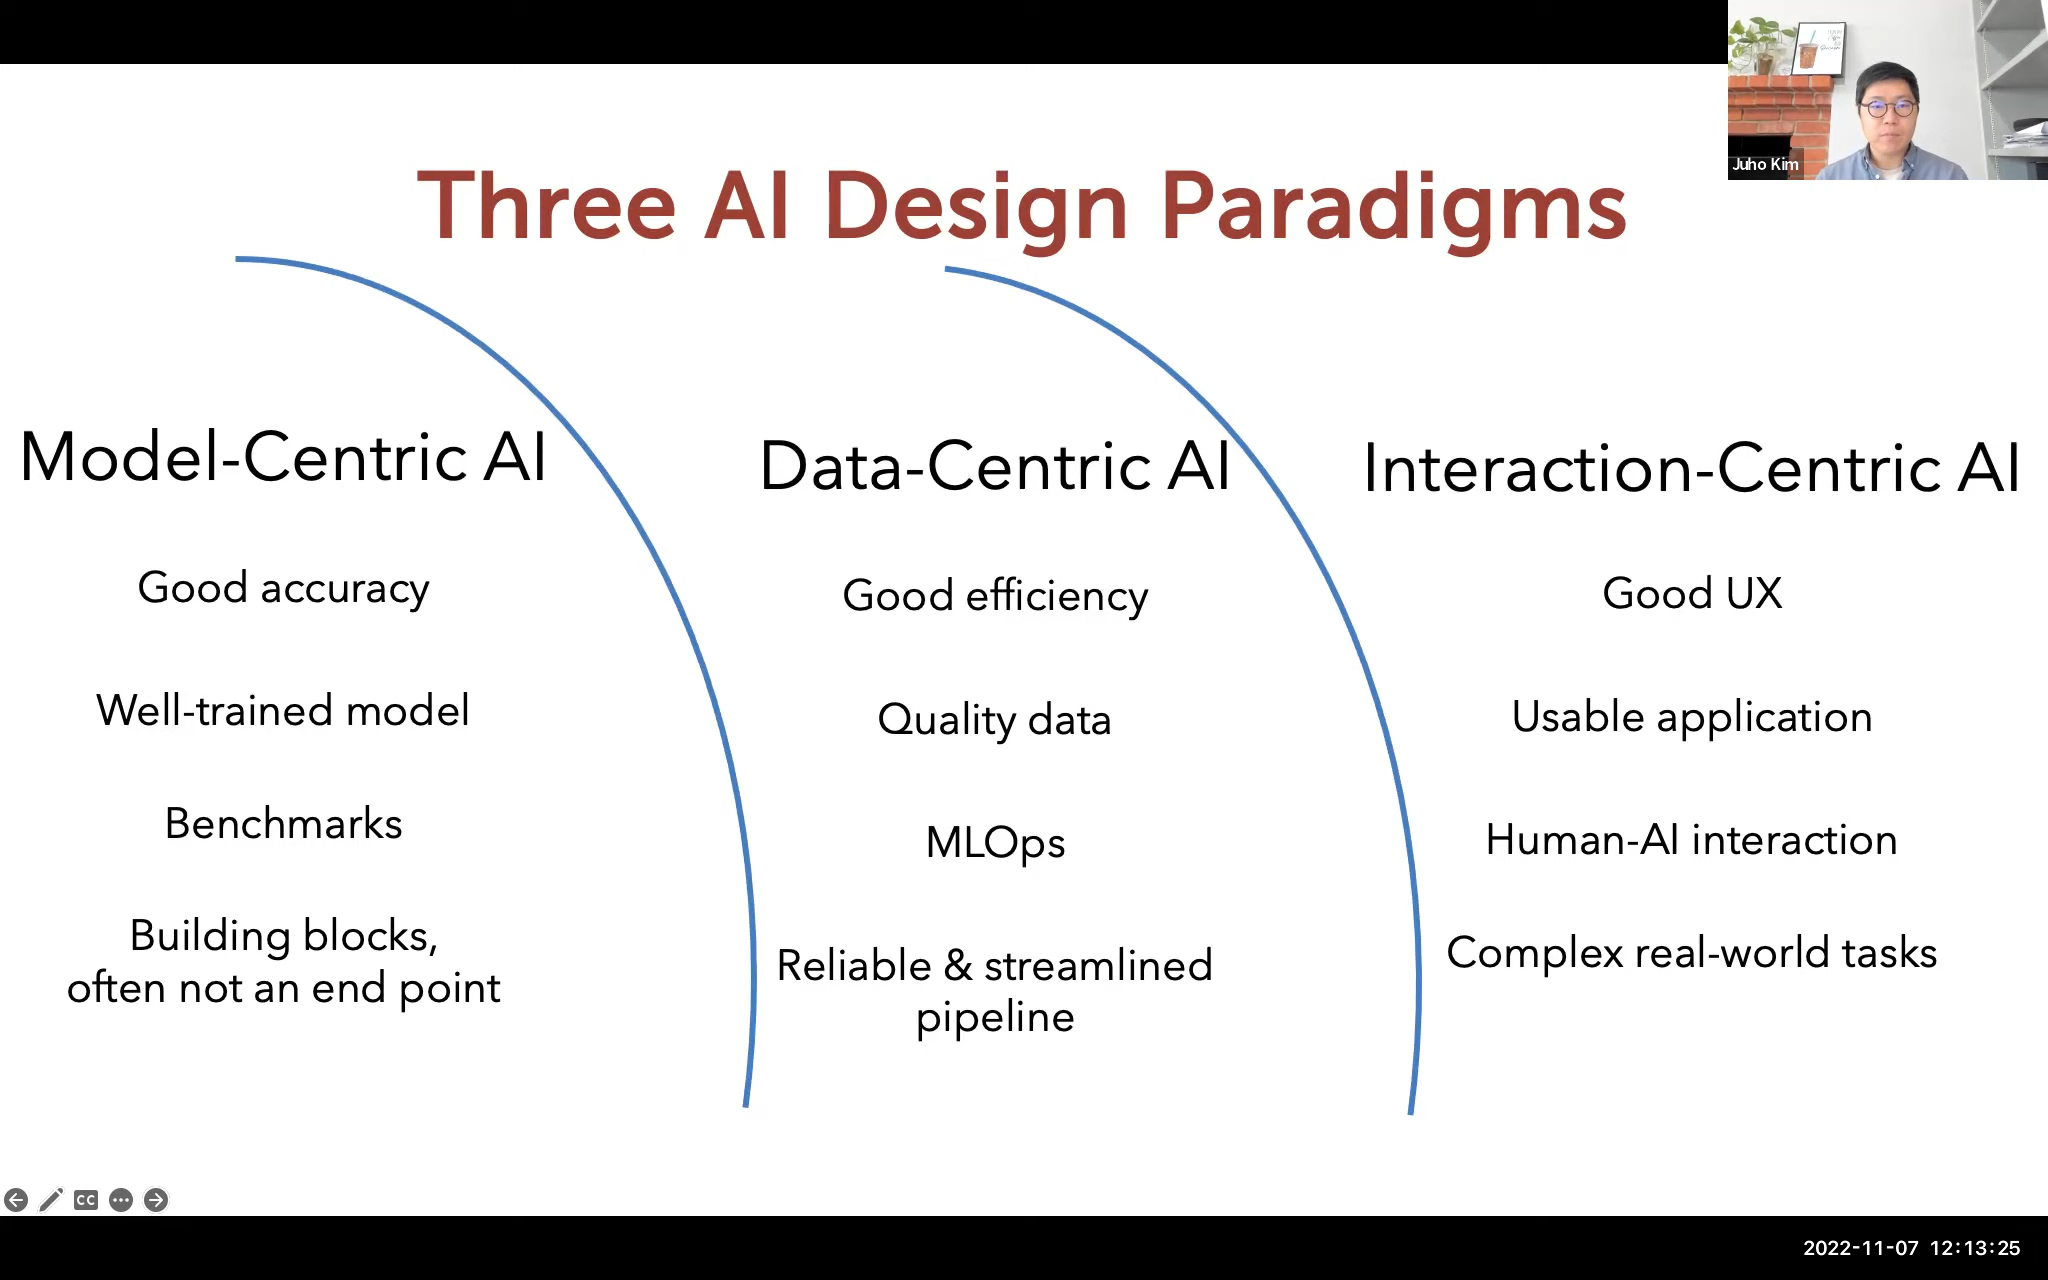 Three AI Design Paradigms
Juho Kim
Model-Centric AI
Good accuracy
Well-trained model
Benchmarks
Building blocks,
often not an end point
Data-Centric AI
Good efficiency
Quality data
MLOps
Reliable & streamlined
pipeline
Interaction-Centric AI
Good UX
Usable application
Human-AI interaction
Complex real-world tasks
CC
2022-11-07 12:13:25